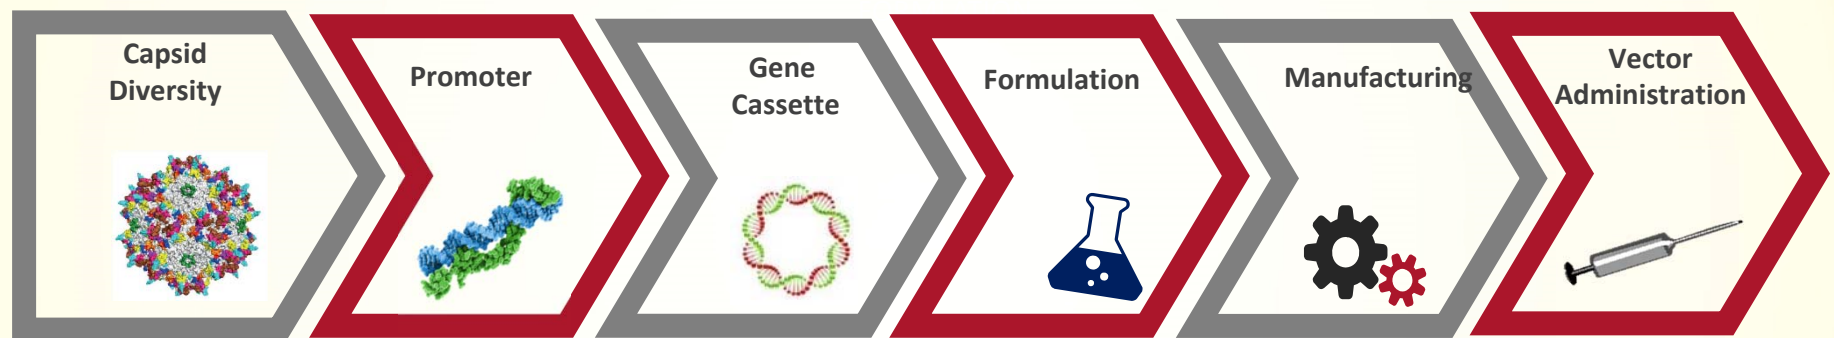 Capsid
Diversity
Promoter
Gene
Cassette
Formulation
Manufacturing
Vector
Administration